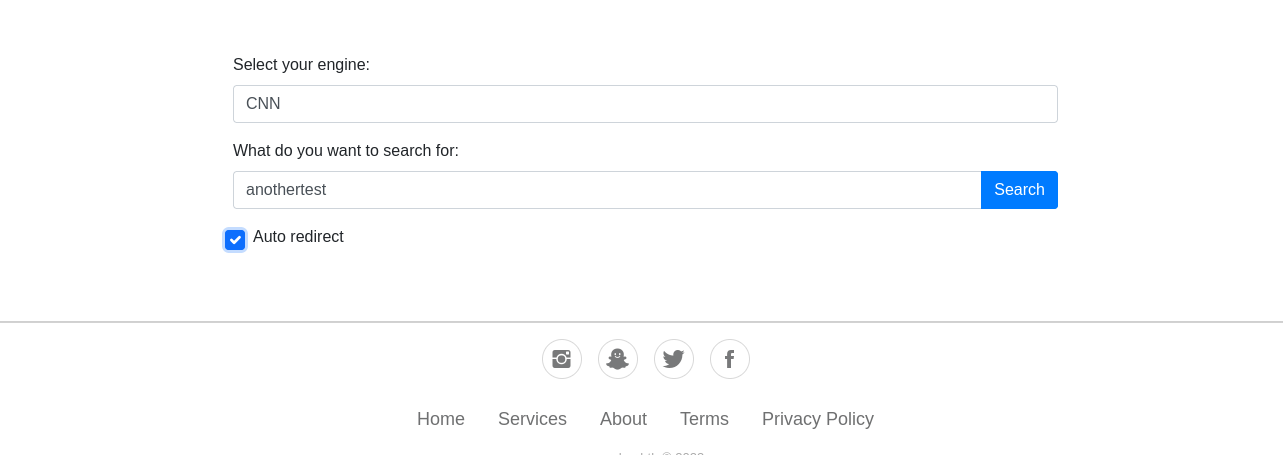 Select your engine:
CNN
What do you want to search for:
anothertest
Search
Auto redirect
Home
Services
About
Terms
Privacy Policy